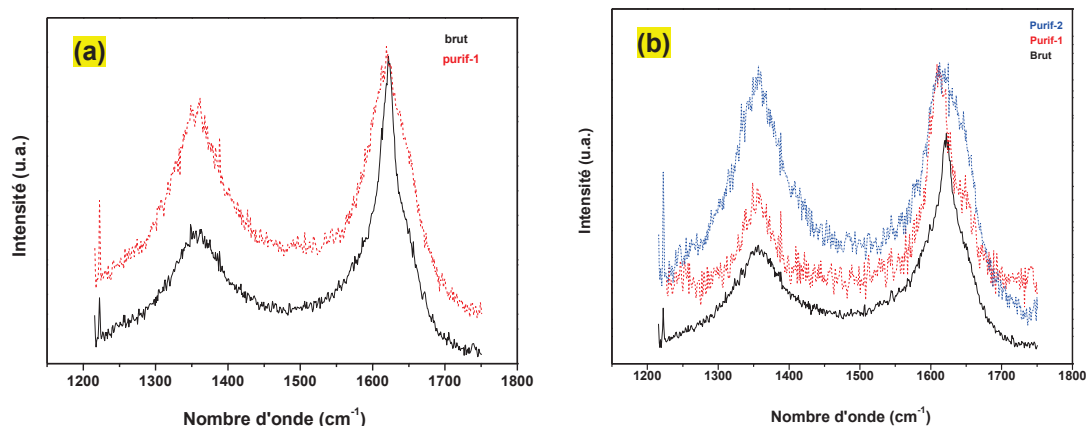 (a)
brut
purif-1
Intensité (u.a.)
1200 1300 1400 1500 1600 1700 1800
Nombre d'onde (cm⁻¹)
(b)
Purif-2
Purif-1
Brut
Intensité (u.a.)
1200 1300 1400 1500 1600 1700 1800
Nombre d'onde (cm⁻¹)